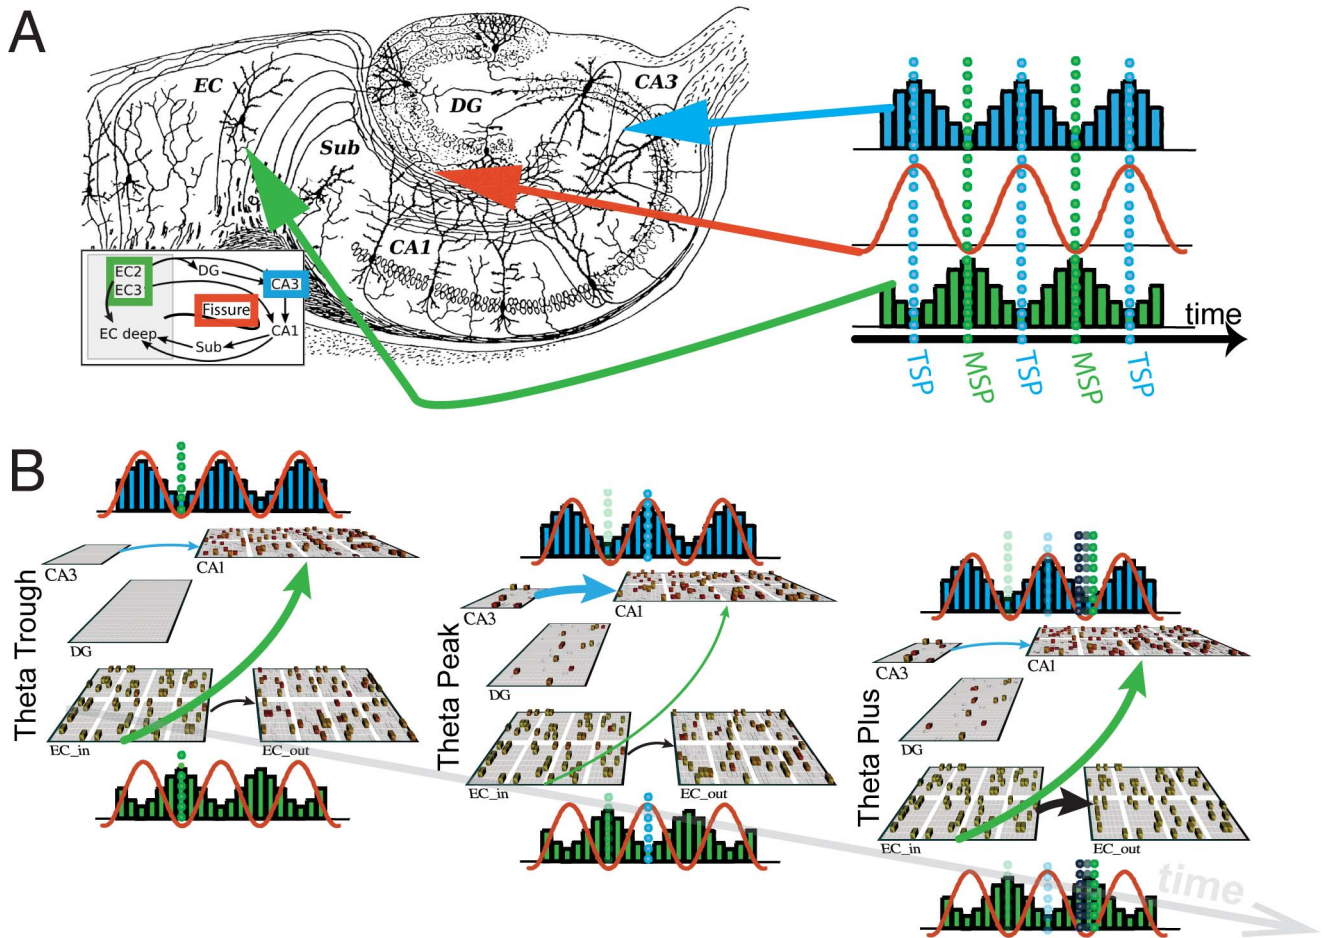 A
EC
DG
CA3
Sub
CA1
EC2
EC3
DG
CA3
Fissure
EC deep
CA1
Sub
time
TSP
MSP
TSP
MSP
TSP
B
Theta Trough
CA3
CA1
DG
EC_in
EC_out
Theta Peak
CA3
CA1
DG
EC_in
EC_out
Theta Plus
CA3
CA1
DG
EC_in
EC_out
time